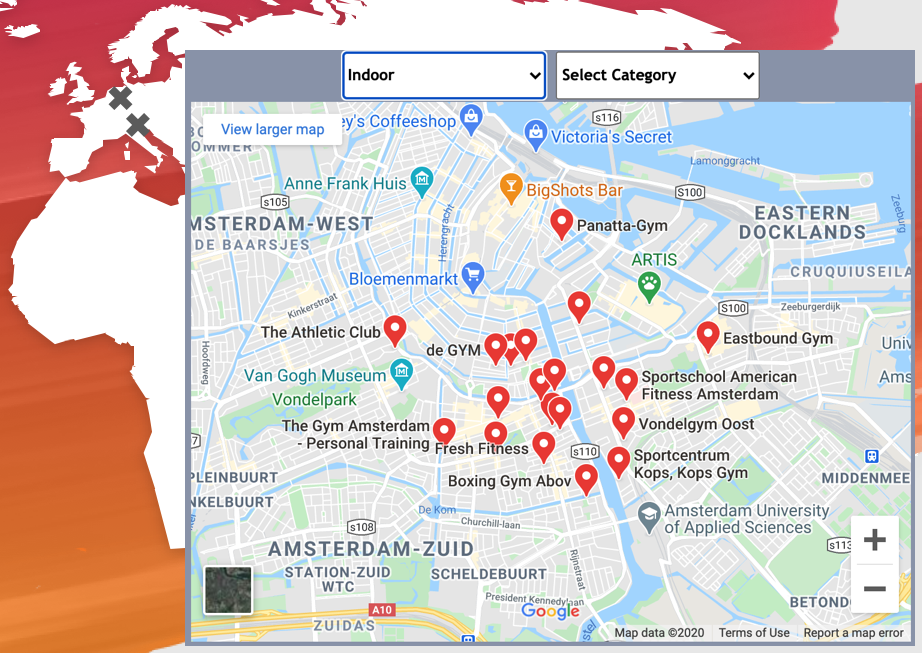 Indoor
Select Category
View larger map
ey's Coffeeshop
s116
Victoria's Secret
OMMER
Lamonggracht
Anne Frank Huis
BigShots Bar
S100
s105
Zeeburg
MSTERDAM-WEST
DE BAARSJES
Herengracht
Panatta-Gym
EASTERN
DOCKLANDS
ARTIS
Bloemenmarkt
CRUQUIUSEILA
Kinkerstraat
S100
Zeeburgerdijk
The Athletic Club
de GYM
Eastbound Gym
Univ
Hoofdweg
Van Gogh Museum
Sportschool American
Fitness Amsterdam
Ams
Vondelpark
The Gym Amsterdam
- Personal Training
Vondelgym Oost
Fresh Fitness
s110
Sportcentrum
Kops, Kops Gym
PLEINBUURT
Boxing Gym Abov
MIDDENMEE
NKELBUURT
De Kom
Amsterdam University
of Applied Sciences
s108
Churchill-laan
s113
AMSTERDAM-ZUID
Rijnstraat
STATION-ZUID
WTC
SCHELDEBUURT
President Kennedylaan
BETOND
A10
Google
ZUIDAS
Map data ©2020
Terms of Use
Report a map error